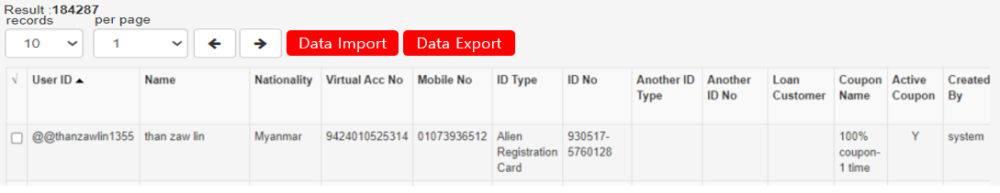 Result :184287
records per page
10 1 Data Import Data Export
√ User ID Name Nationality Virtual Acc No Mobile No ID Type ID No Another ID Another Loan Coupon Active Created
Type ID No Customer Name Coupon By
@@thanzawlin1355 than zaw lin Myanmar 9424010525314 01073936512 Alien 930517- 100% Y system
Registration 5760128 coupon-
Card 1 time